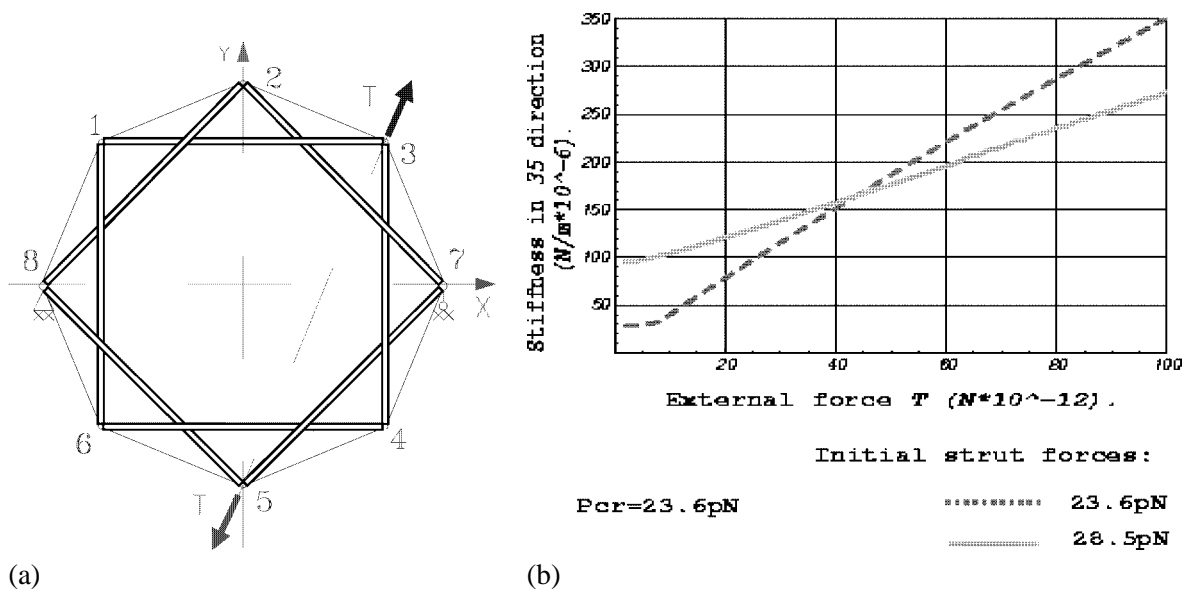 Y
2
T
1
3
8
7
X
6
4
5
T
(a)
Stiffness in 35 direction
(N/m*10^-6).
350
300
250
200
150
100
50
20 40 60 80 100
External force T (N*10^-12).
Initial strut forces:
Pcr=23.6pN
23.6pN
28.5pN
(b)